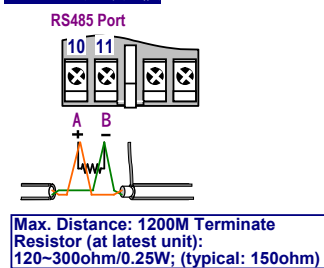 RS485 Port
10 11
A B
+ −
Max. Distance: 1200M Terminate
Resistor (at latest unit):
120~300ohm/0.25W; (typical: 150ohm)